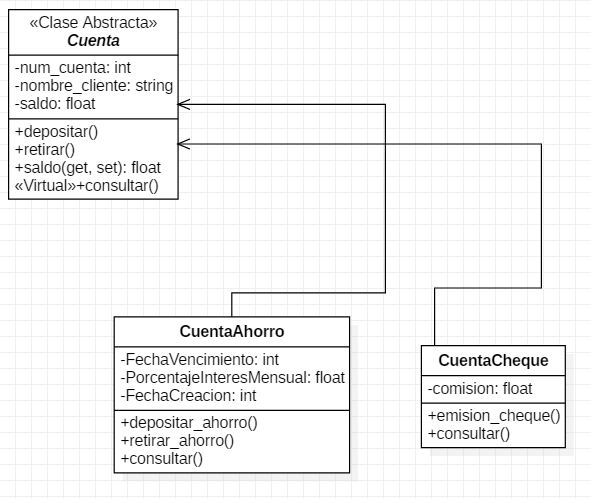 «Clase Abstracta»
Cuenta
-num_cuenta: int
-nombre_cliente: string
-saldo: float
+depositar()
+retirar()
+saldo(get, set): float
«Virtual»+consultar()
CuentaAhorro
-FechaVencimiento: int
-PorcentajeInteresMensual: float
-FechaCreacion: int
+depositar_ahorro()
+retirar_ahorro()
+consultar()
CuentaCheque
-comision: float
+emision_cheque()
+consultar()